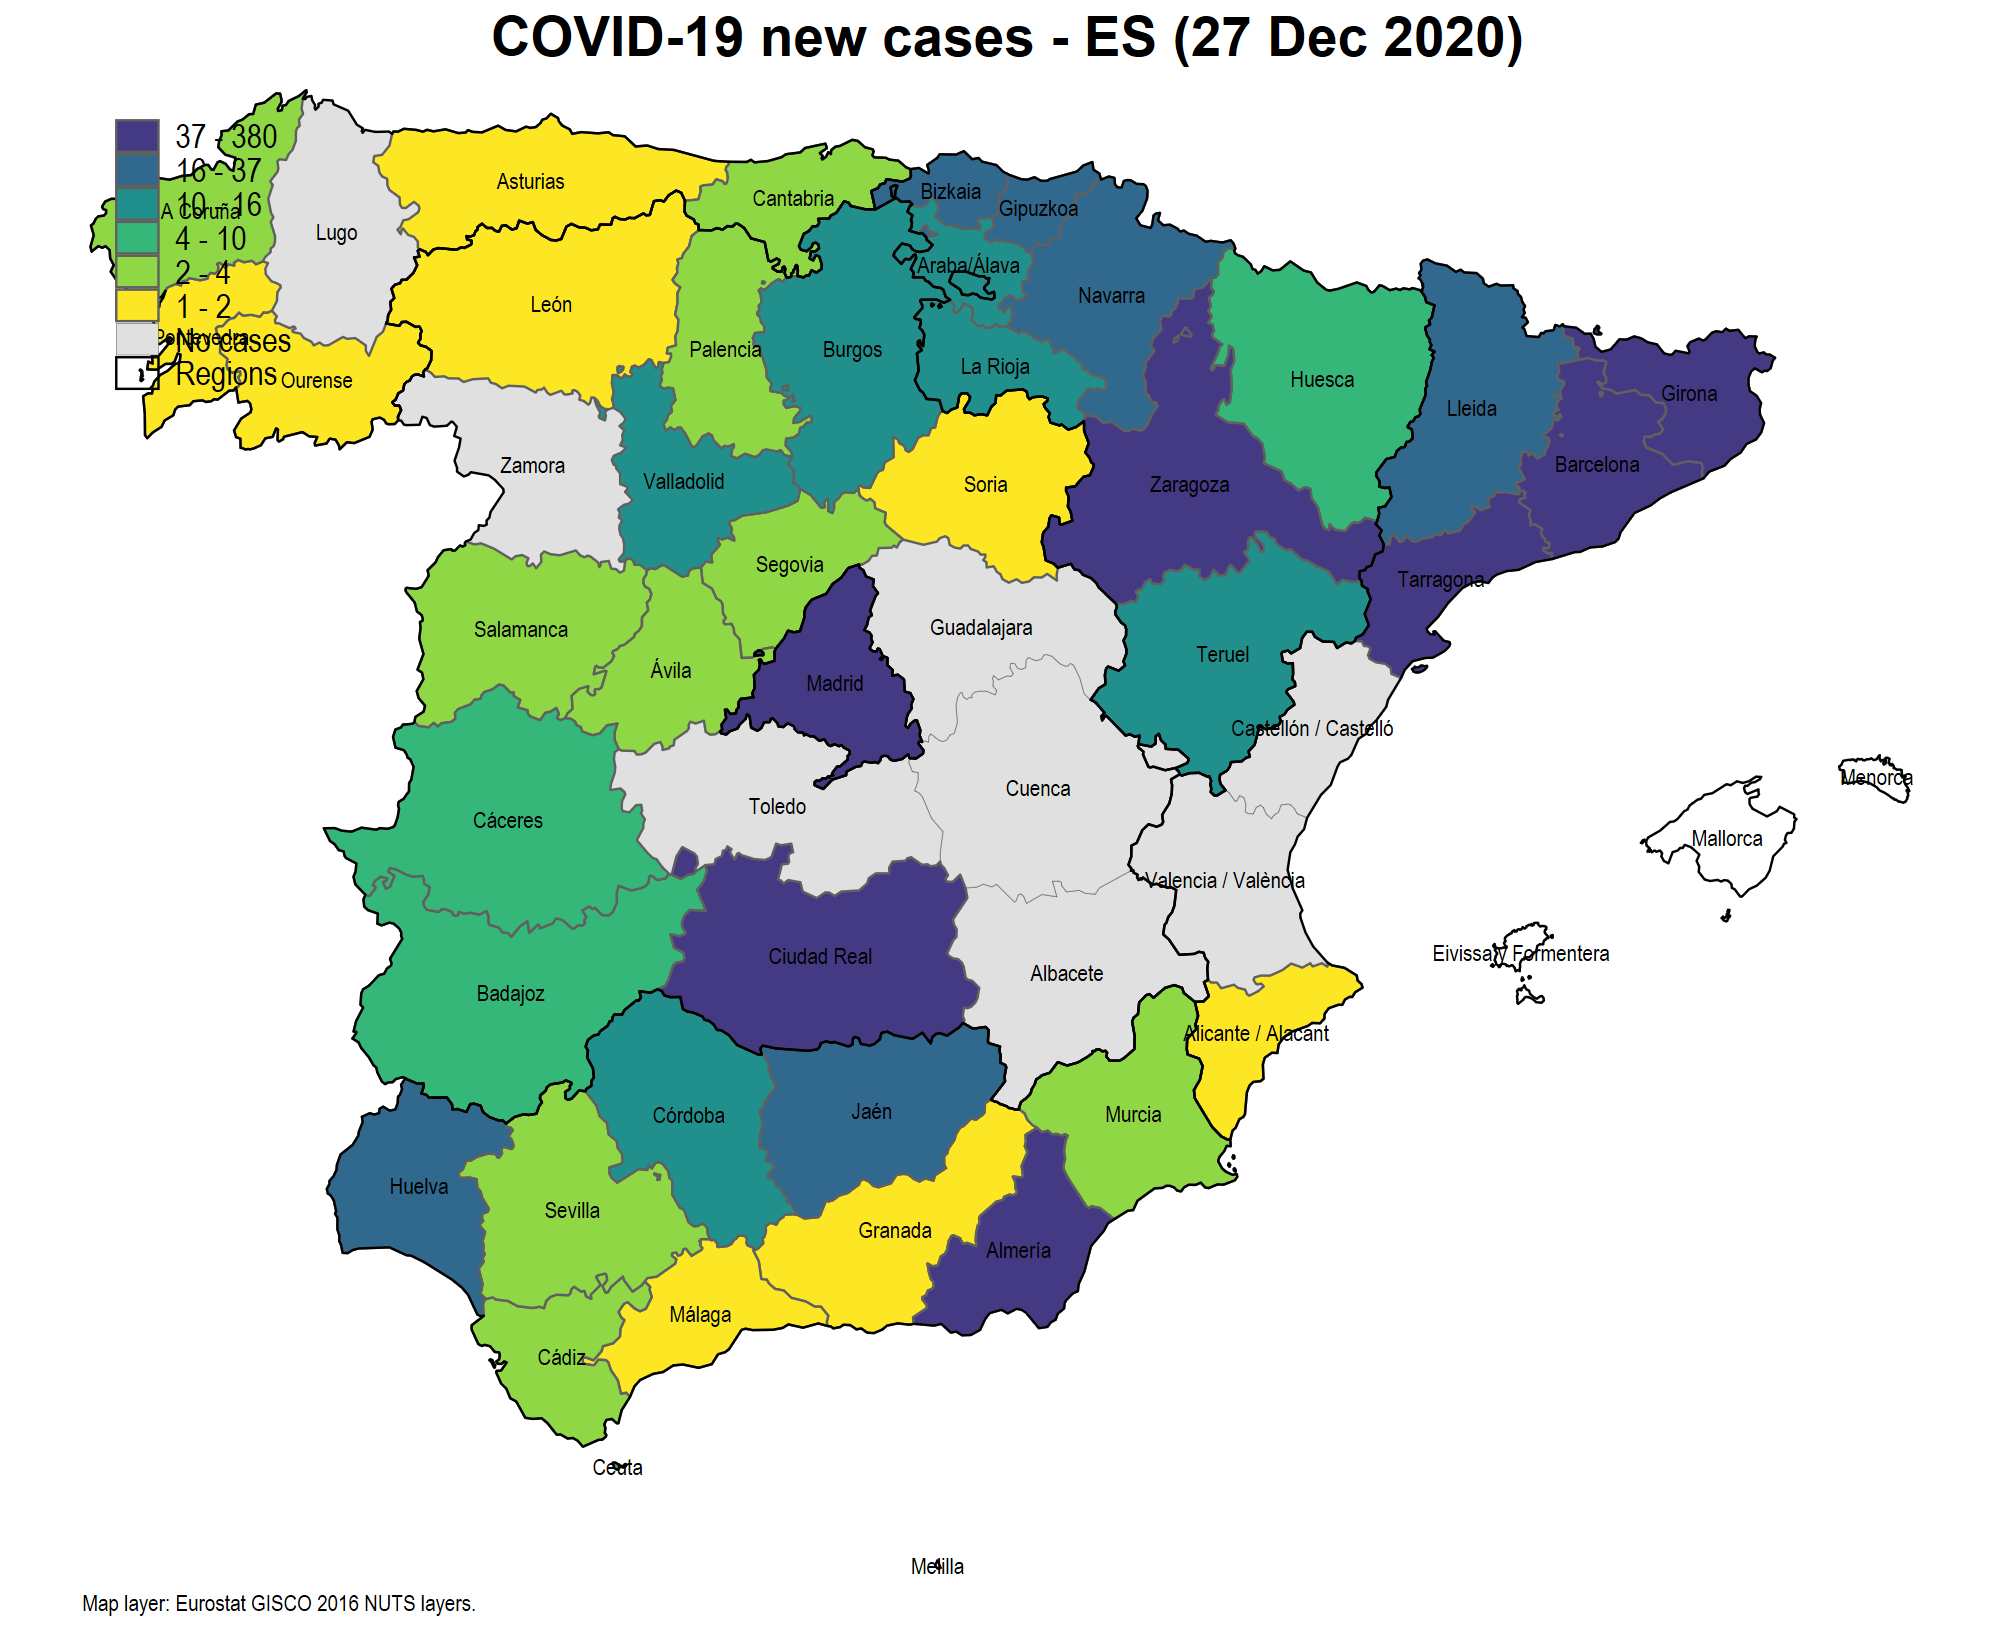 COVID-19 new cases - ES (27 Dec 2020)
37 - 380
16 - 37
10 - 16
4 - 10
2 - 4
1 - 2
No cases
Regions
A Coruña
Lugo
Asturias
Cantabria
Bizkaia
Gipuzkoa
Araba/Álava
Navarra
León
Palencia
Burgos
La Rioja
Pontevedra
Ourense
Huesca
Lleida
Girona
Barcelona
Zamora
Valladolid
Soria
Zaragoza
Segovia
Tarragona
Salamanca
Ávila
Guadalajara
Madrid
Teruel
Castellón / Castelló
Menorca
Cáceres
Toledo
Cuenca
Mallorca
Valencia / València
Ciudad Real
Albacete
Eivissa y Formentera
Badajoz
Alicante / Alacant
Córdoba
Jaén
Murcia
Huelva
Sevilla
Granada
Almería
Málaga
Cádiz
Ceuta
Melilla
Map layer: Eurostat GISCO 2016 NUTS layers.